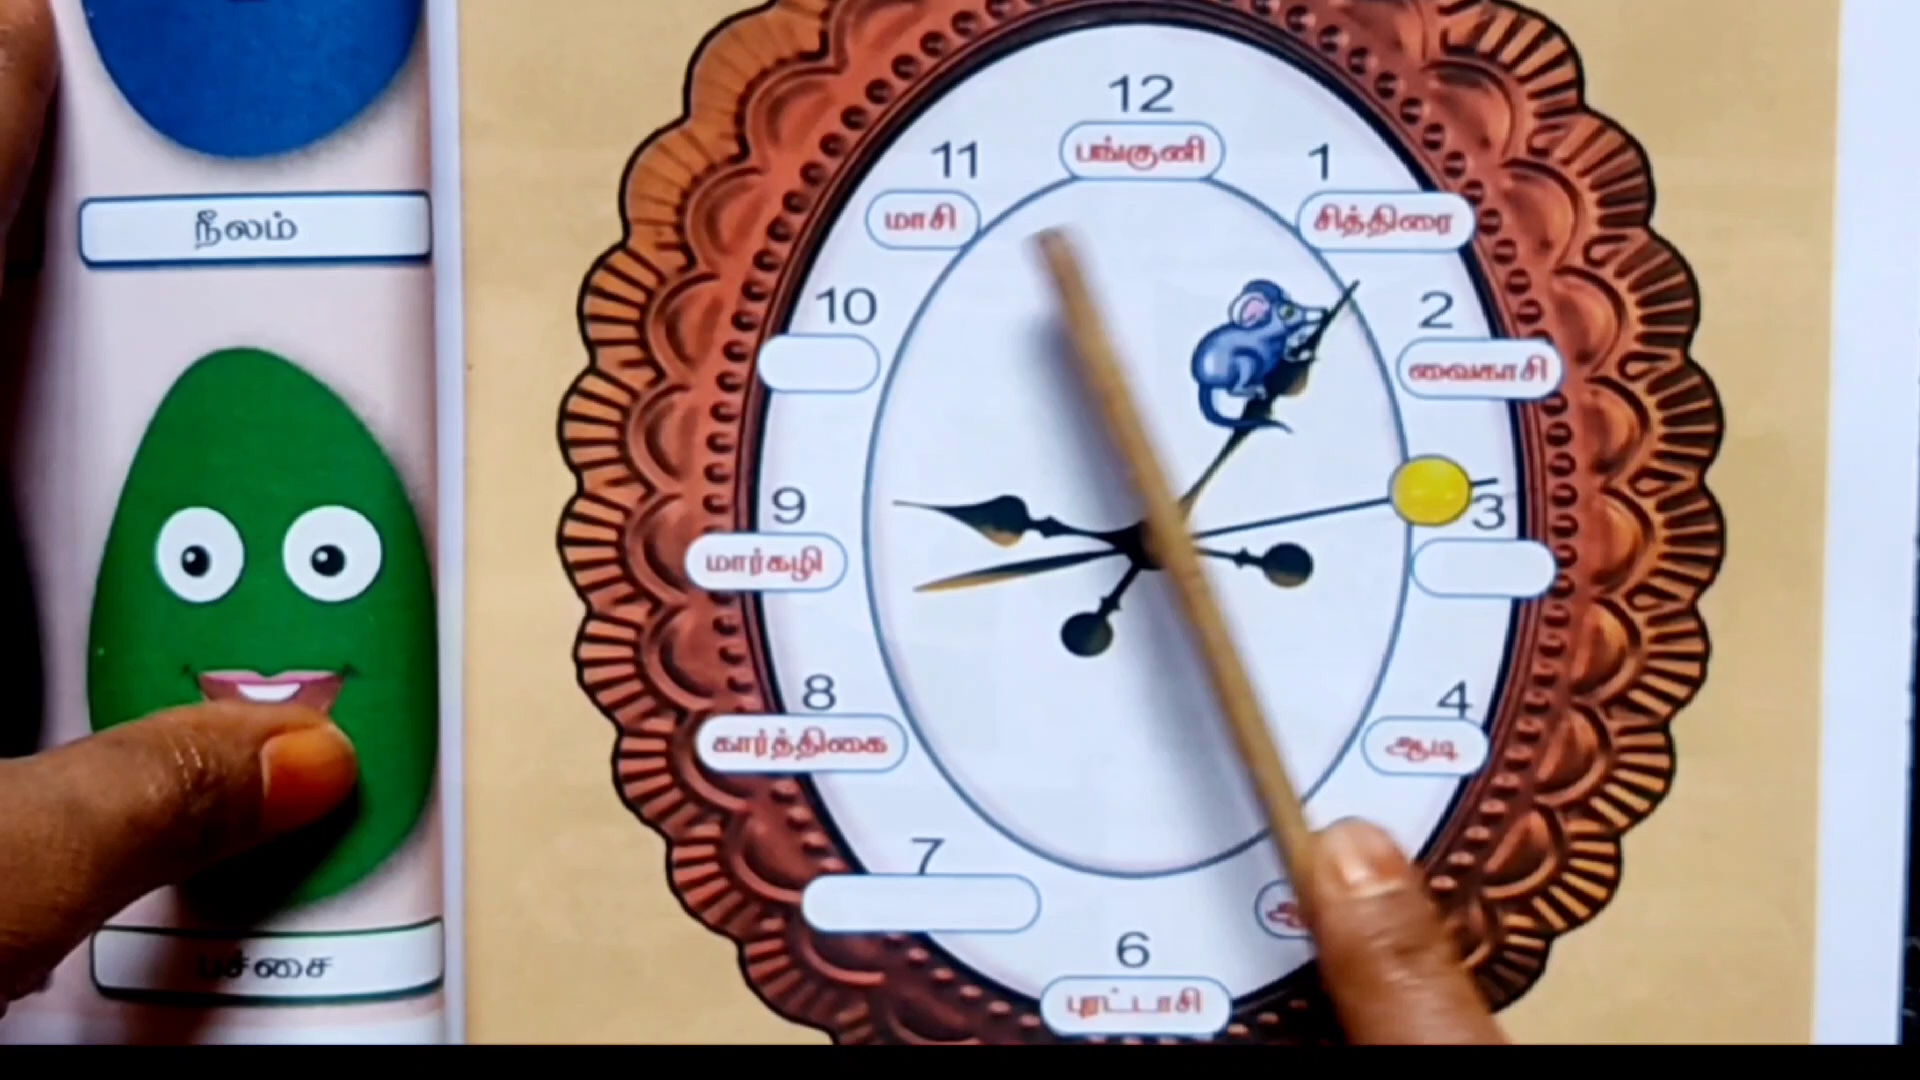 நீலம்
பச்சை
12
பங்குனி
11
மாசி
1
சித்திரை
10
2
வைகாசி
9
மார்கழி
3
8
கார்த்திகை
4
ஆடி
7
6
புரட்டாசி